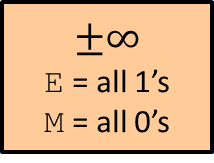 ±∞
E = all 1’s
M = all 0’s